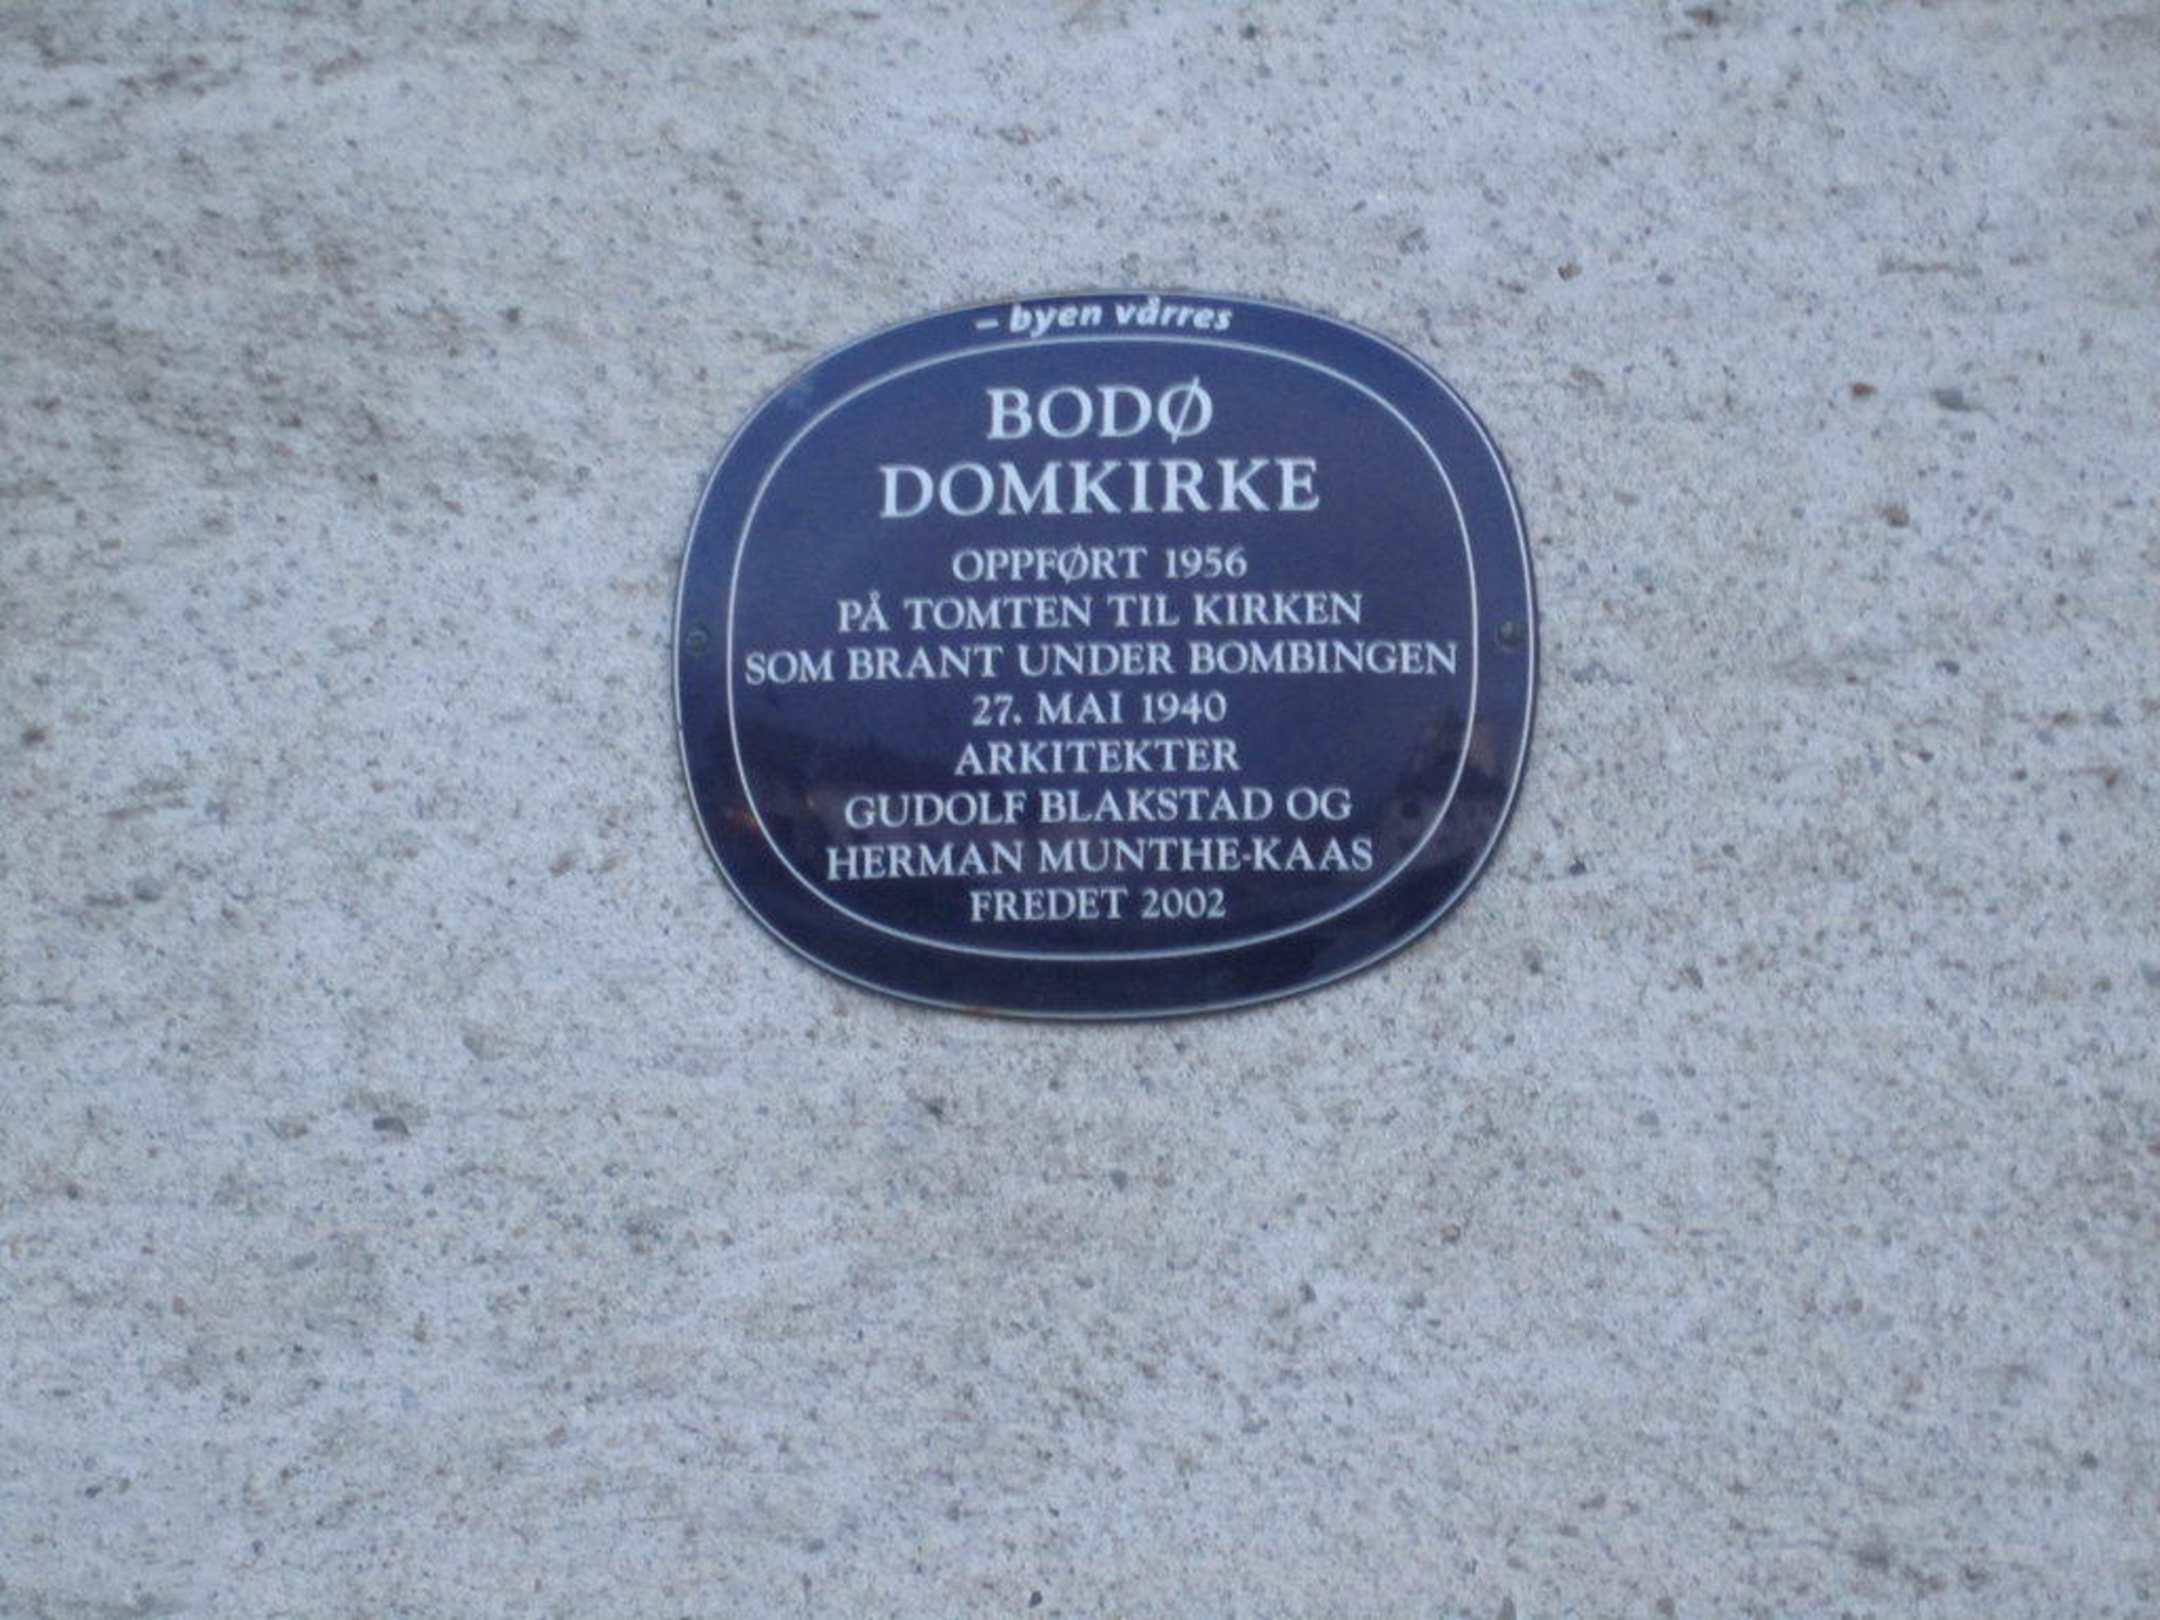 – byen vårres
BODØ
DOMKIRKE
OPPFØRT 1956
PÅ TOMTEN TIL KIRKEN
SOM BRANT UNDER BOMBINGEN
27. MAI 1940
ARKITEKTER
GUDOLF BLAKSTAD OG
HERMAN MUNTHE-KAAS
FREDET 2002